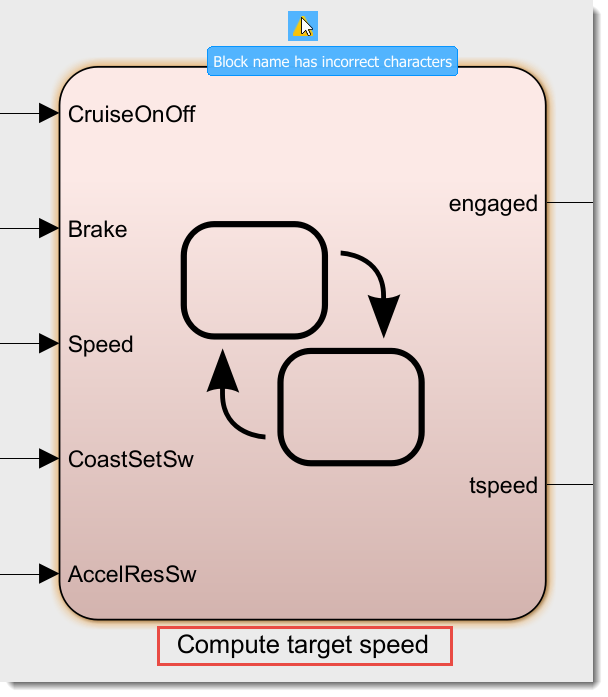 Block name has incorrect characters
CruiseOnOff
engaged
Brake
Speed
CoastSetSw
tspeed
AccelResSw
Compute target speed